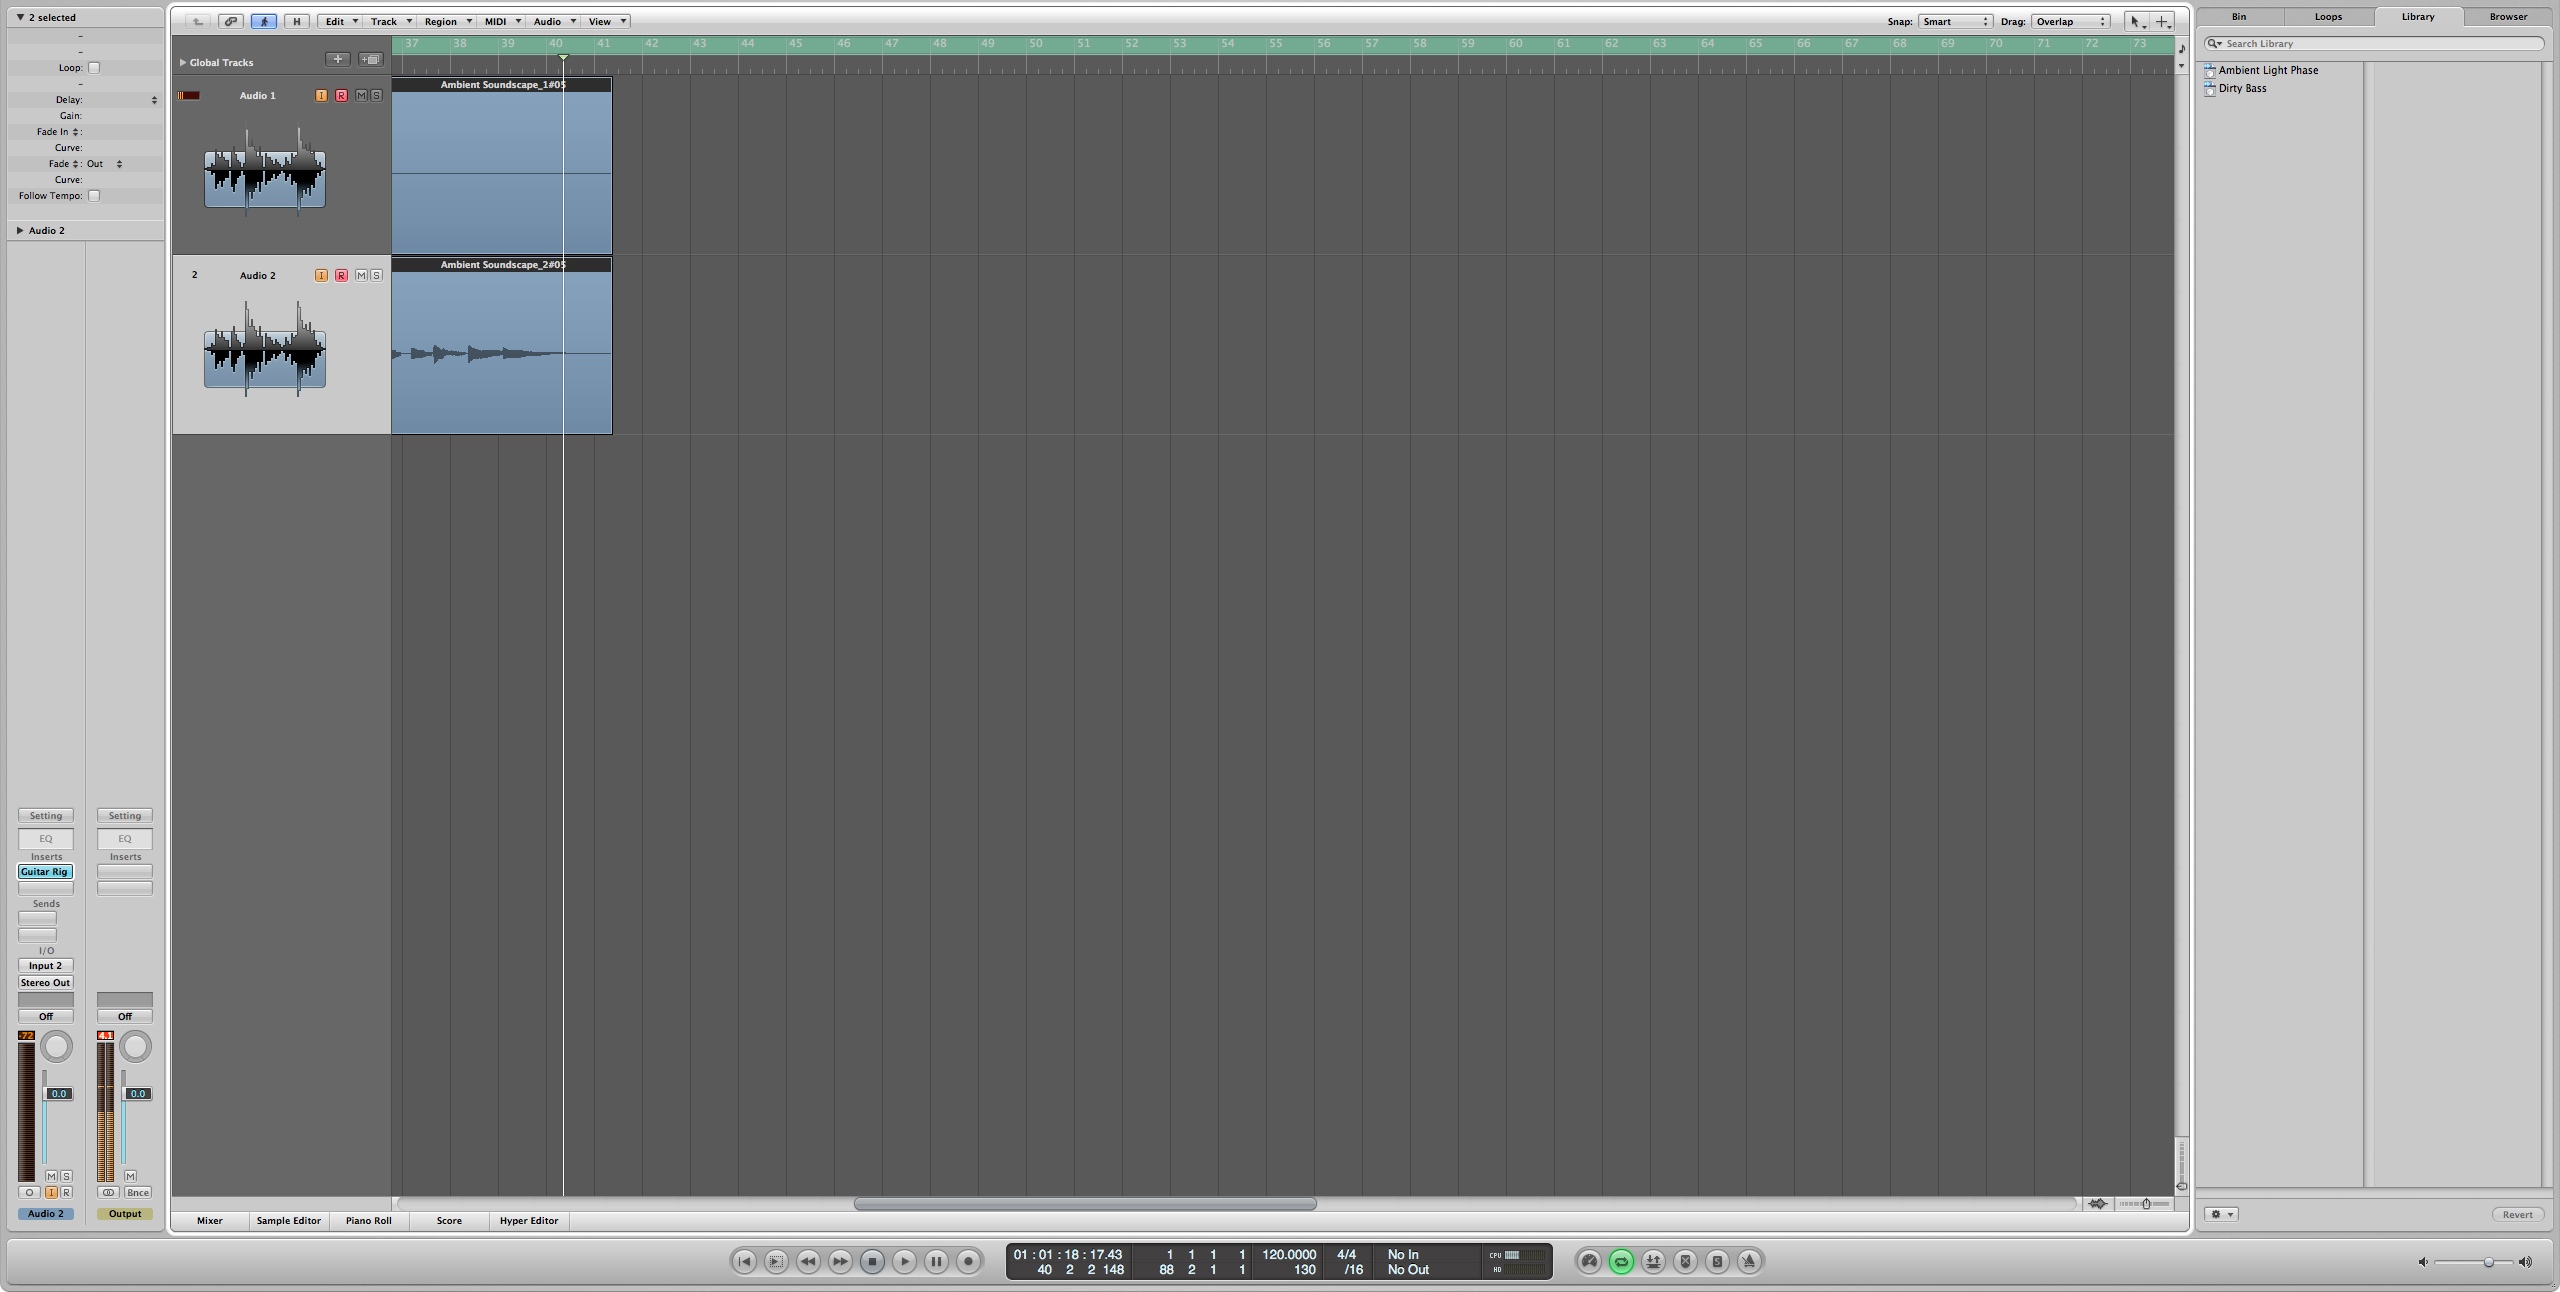 2 selected
-
-
Loop:
-
Delay:
Gain:
Fade In :
Curve:
Fade : Out
Curve:
Follow Tempo:
Audio 2
Setting Setting
EQ EQ
Inserts Inserts
Guitar Rig
Sends
I/O
Input 2
Stereo Out
Off Off
-72 4.1
0.0 0.0
M S M
I R Bnce
Audio 2 Output
H Edit Track Region MIDI Audio View Snap: Smart Drag: Overlap
37 38 39 40 41 42 43 44 45 46 47 48 49 50 51 52 53 54 55 56 57 58 59 60 61 62 63 64 65 66 67 68 69 70 71 72 73
Global Tracks
Audio 1 I R M S
Ambient Soundscape_1#05
2 Audio 2 I R M S
Ambient Soundscape_2#05
Mixer Sample Editor Piano Roll Score Hyper Editor
Bin Loops Library Browser
Search Library
Ambient Light Phase
Dirty Bass
Revert
01 : 01 : 18 : 17.43 1 1 1 1 120.0000 4/4 No In CPU
40 2 2 148 88 2 1 1 130 /16 No Out HD
S